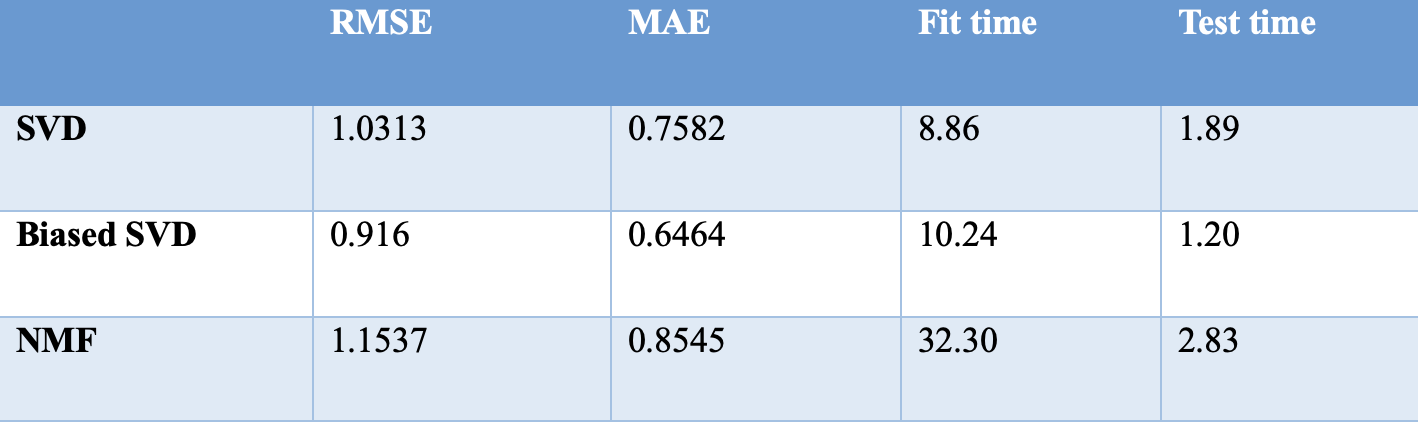 RMSE MAE Fit time Test time
SVD 1.0313 0.7582 8.86 1.89
Biased SVD 0.916 0.6464 10.24 1.20
NMF 1.1537 0.8545 32.30 2.83